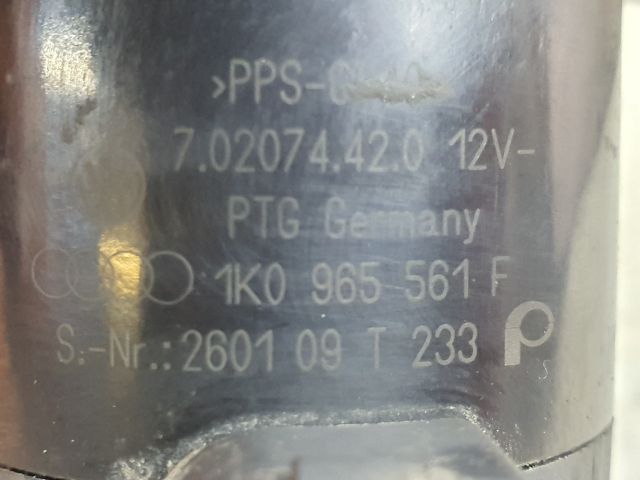 >PPS-
7.02074.42.0 12V-
PTG Germany
1K0 965 561 F
S.-Nr.:2601 09 T 233 P
S